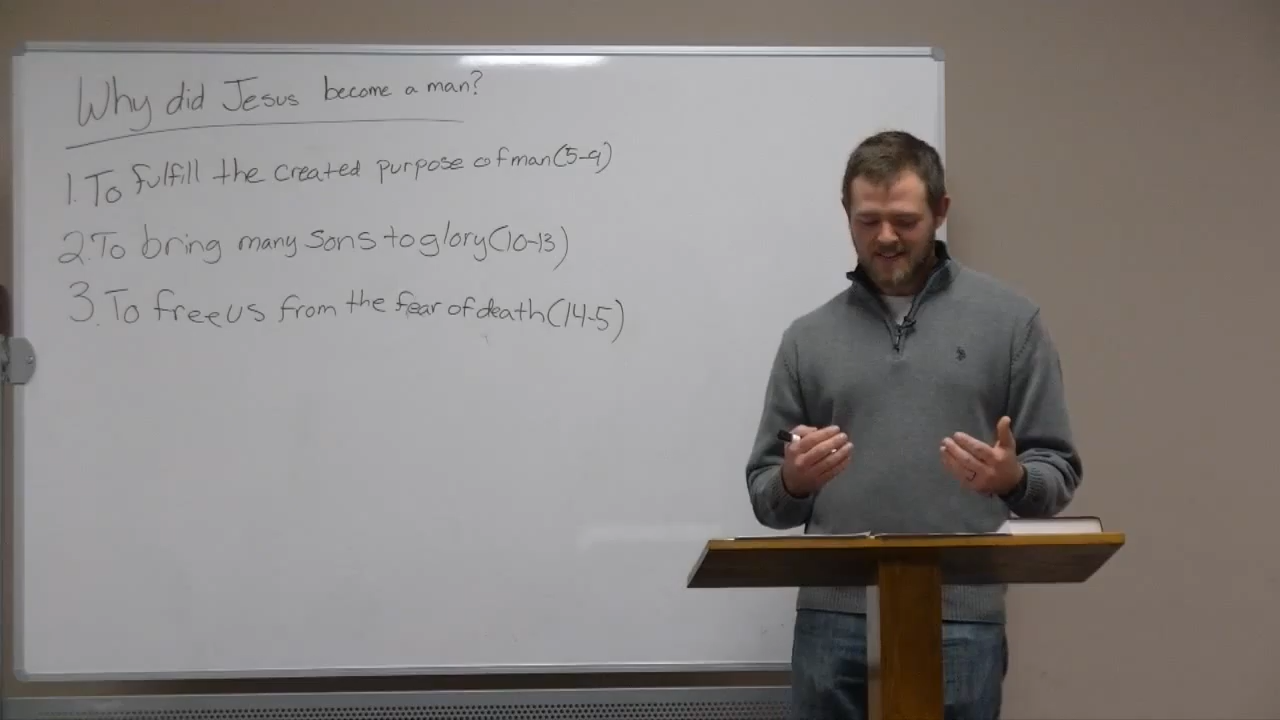 Why did Jesus become a man?
1. To fulfill the created purpose of man (5-9)
2. To bring many sons to glory (10-13)
3. To free us from the fear of death (14-5)